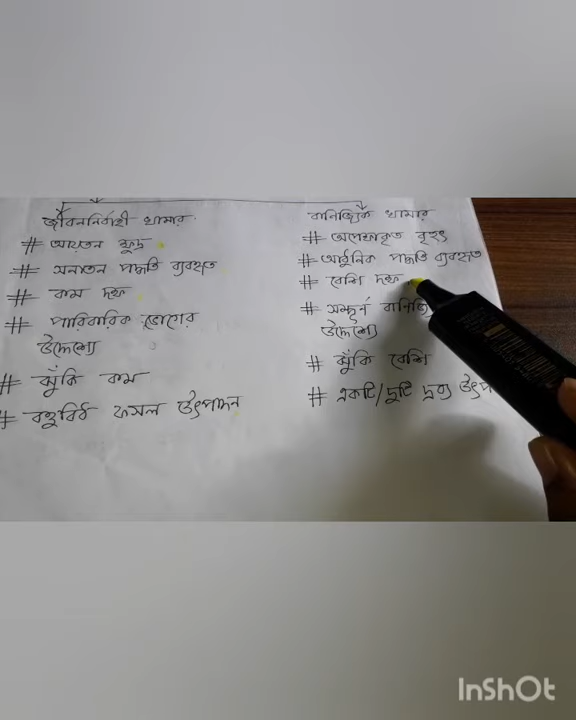 জীবননির্বাহী খামার
# আয়তন ক্ষুদ্র
# সনাতন পদ্ধতি ব্যবহৃত
# কম দক্ষ
# পারিবারিক ভোগের
উদ্দেশ্যে
# ঝুঁকি কম
# বহুবিধ ফসল উৎপাদন
বানিজ্যিক খামার
# অপেক্ষাকৃত বৃহৎ
# আধুনিক পদ্ধতি ব্যবহৃত
# বেশি দক্ষ
# সম্পূর্ন
উদ্দেশ্যে
# ঝুঁকি বেশি
# একটি/দুটি দ্রব্য
InShOt